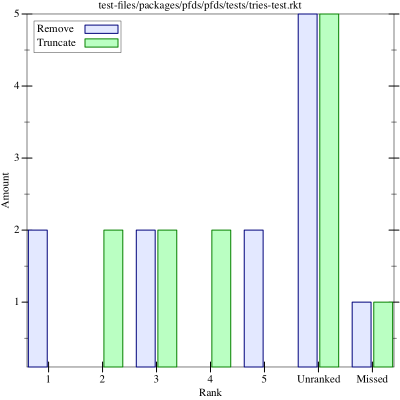 test-files/packages/pfds/pfds/tests/tries-test.rkt
Remove
Truncate
5
4
3
2
1
Amount
1 2 3 4 5 Unranked Missed
Rank